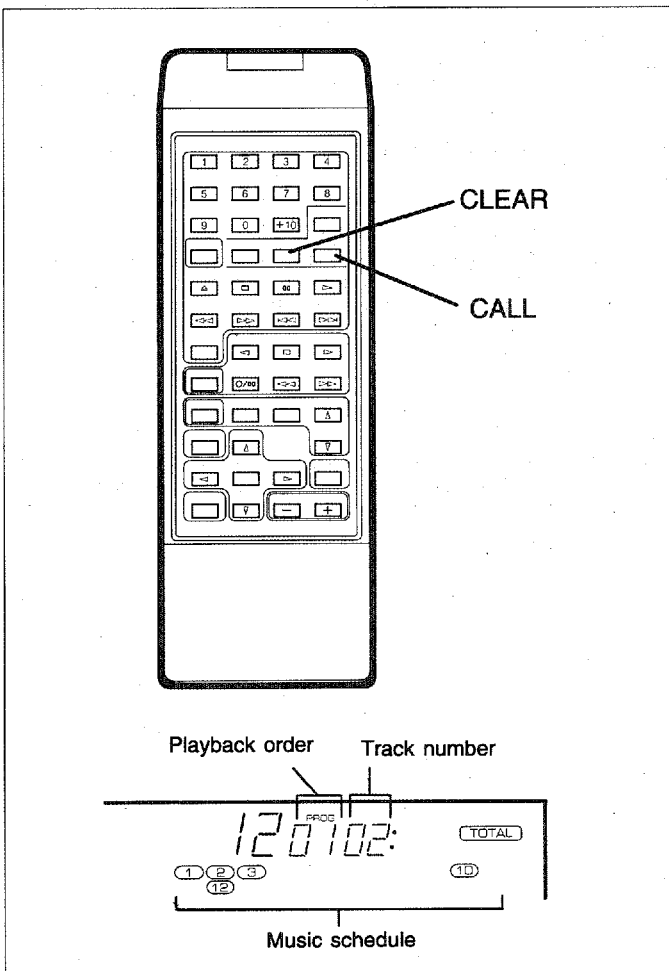 1 2 3 4
5 6 7 8
9 0 +10
CLEAR
CALL
- +
Playback order Track number
PROG
12 01 02:
TOTAL
1 2 3 10
12
Music schedule